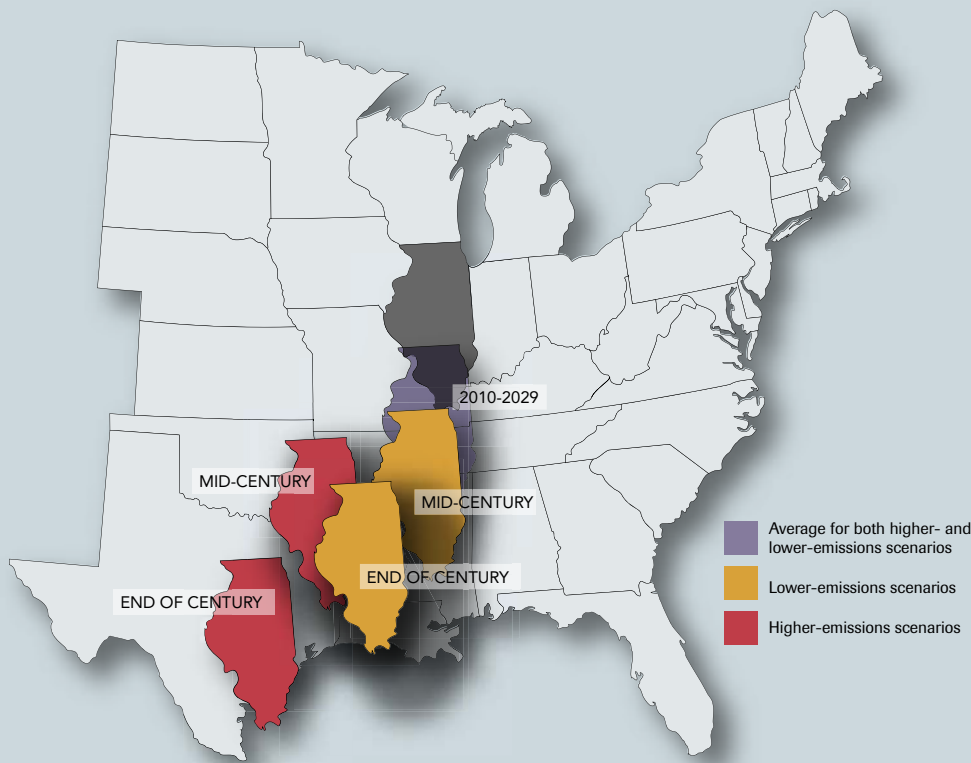 2010-2029
MID-CENTURY
MID-CENTURY
END OF CENTURY
END OF CENTURY
Average for both higher- and
lower-emissions scenarios
Lower-emissions scenarios
Higher-emissions scenarios